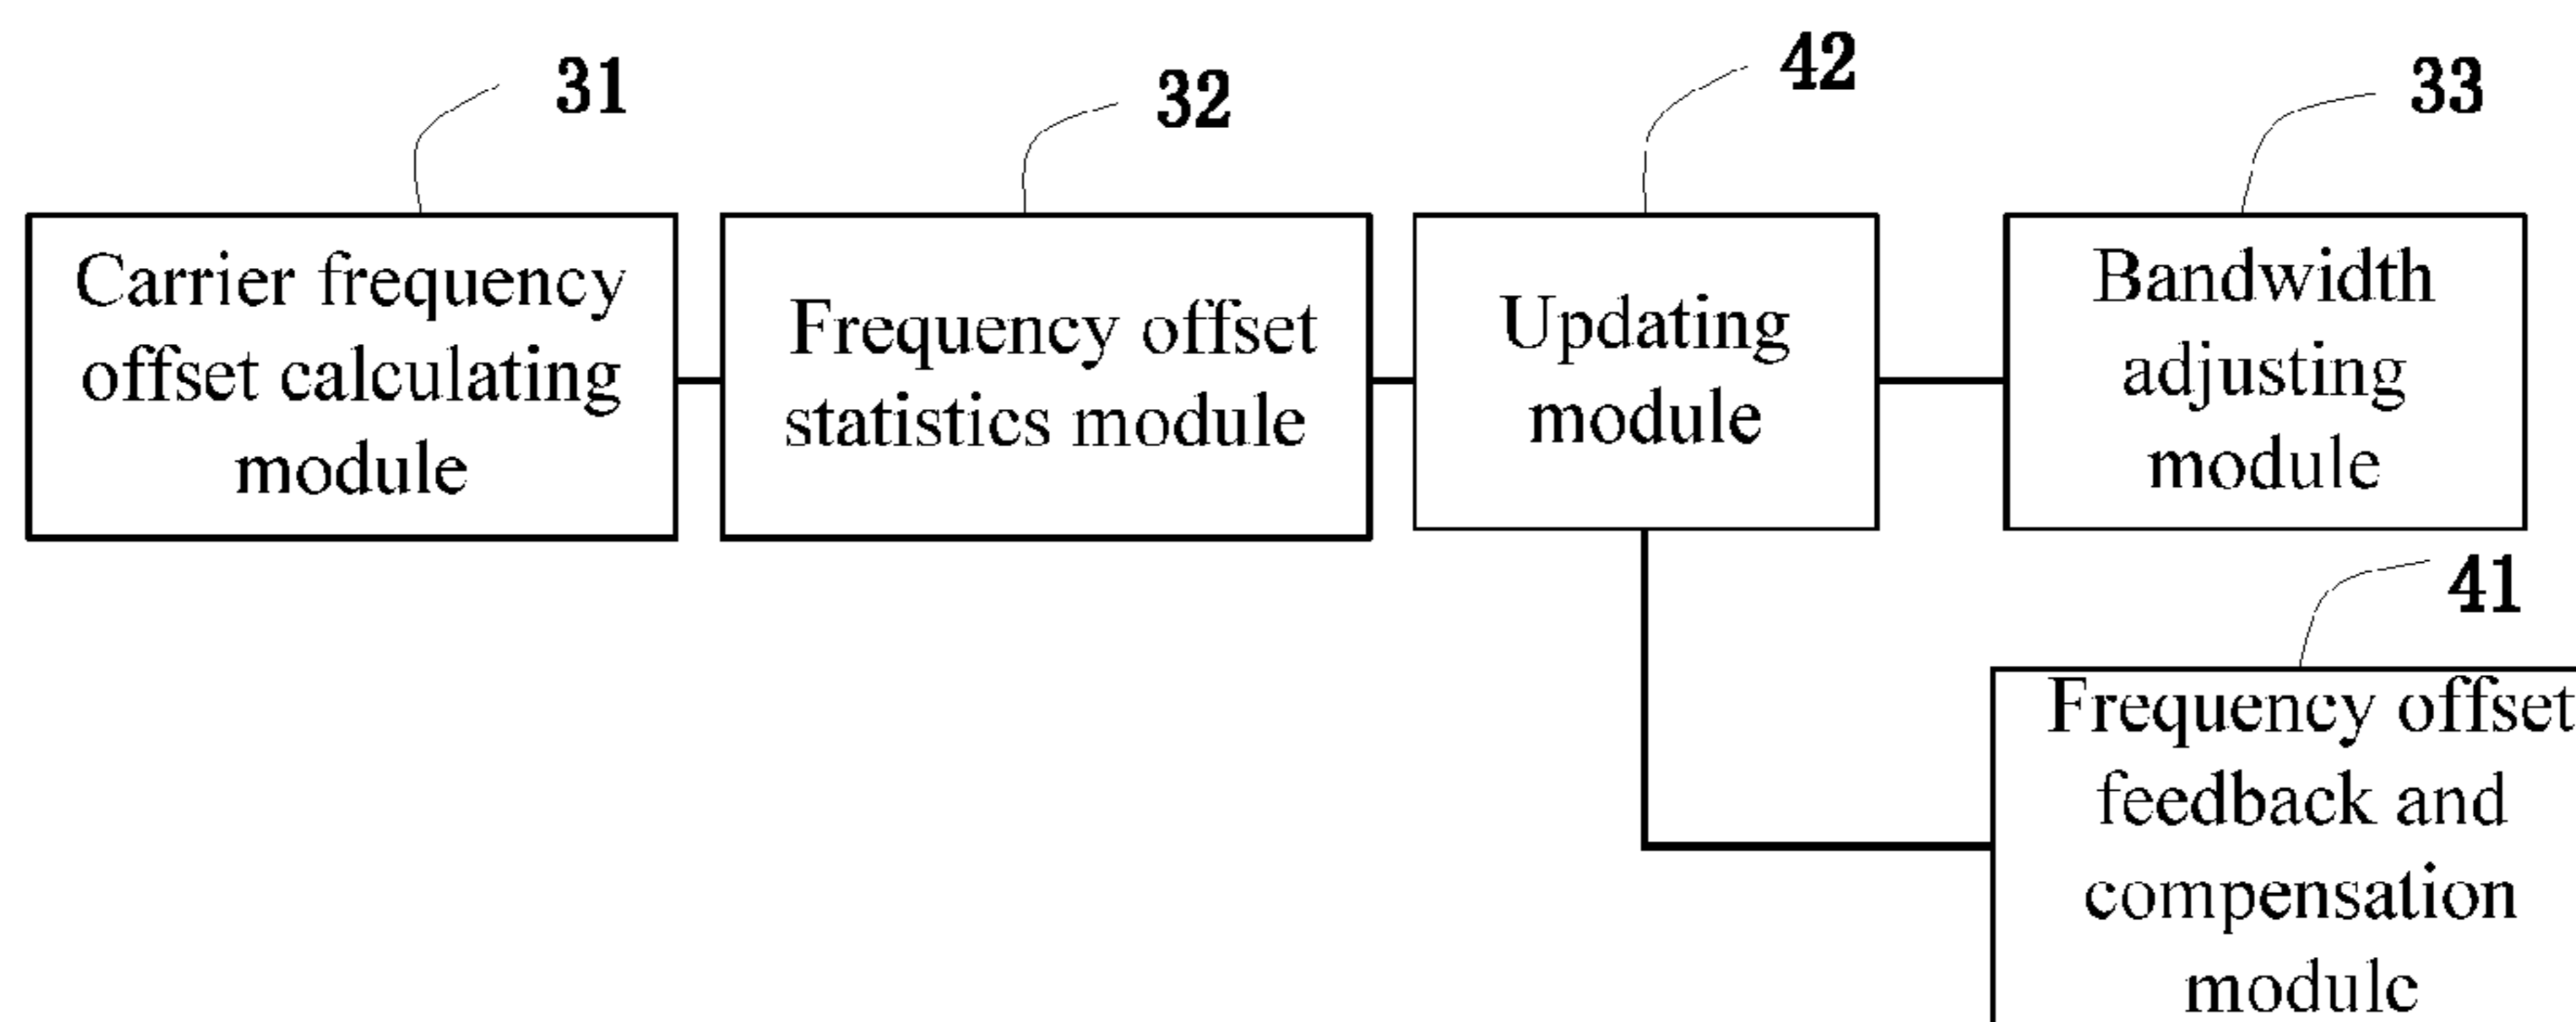 31
32
42
33
Carrier frequency
offset calculating
module
Frequency offset
statistics module
Updating
module
Bandwidth
adjusting
module
41
Frequency offset
feedback and
compensation
module